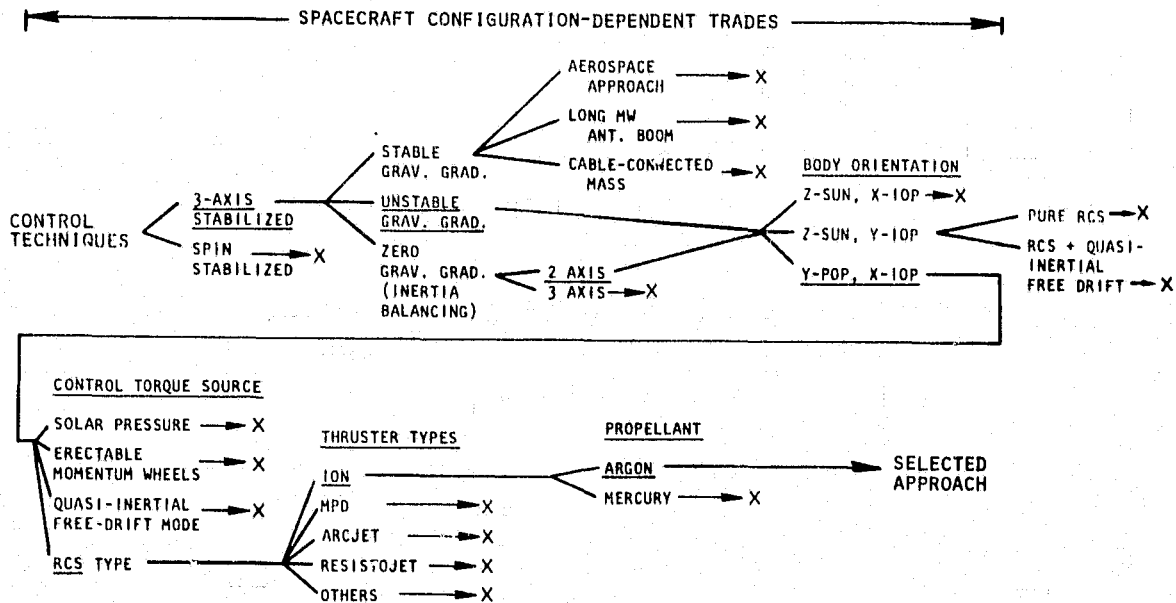 SPACECRAFT CONFIGURATION-DEPENDENT TRADES
AEROSPACE
APPROACH
X
LONG MW
ANT. BOOM
X
STABLE
GRAV. GRAD.
CABLE-CONNECTED
MASS
X
BODY ORIENTATION
Z-SUN, X-IOP
X
3-AXIS
STABILIZED
UNSTABLE
GRAV. GRAD.
PURE RCS
X
CONTROL
TECHNIQUES
Z-SUN, Y-IOP
SPIN
STABILIZED
X
ZERO
GRAV. GRAD.
(INERTIA
BALANCING)
2 AXIS
3 AXIS
X
Y-POP, X-IOP
RCS + QUASI-
INERTIAL
FREE DRIFT
X
CONTROL TORQUE SOURCE
SOLAR PRESSURE
X
ERECTABLE
MOMENTUM WHEELS
X
QUASI-INERTIAL
FREE-DRIFT MODE
X
RCS TYPE
THRUSTER TYPES
ION
MPD
X
ARCJET
X
RESISTOJET
X
OTHERS
X
PROPELLANT
ARGON
MERCURY
X
SELECTED
APPROACH